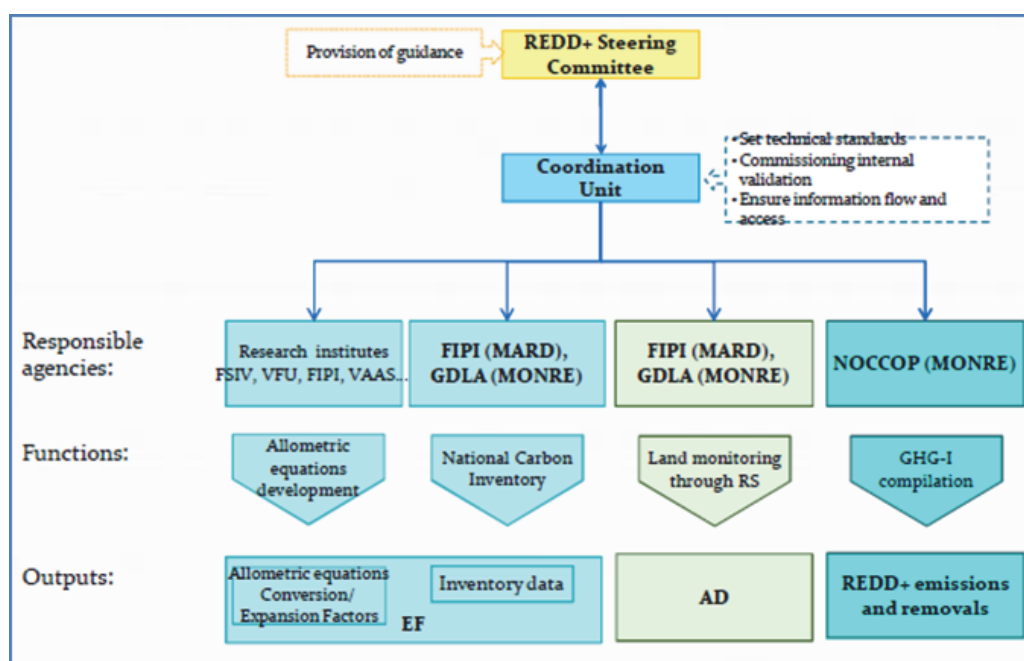 Provision of guidance
REDD+ Steering
Committee
Coordination
Unit
•Set technical standards
•Commissioning internal
validation
•Ensure information flow and
access
Responsible
agencies:
Research institutes
FSIV, VFU, FIPI, VAAS...
FIPI (MARD),
GDLA (MONRE)
FIPI (MARD),
GDLA (MONRE)
NOCCOP (MONRE)
Functions:
Allometric
equations
development
National Carbon
Inventory
Land monitoring
through RS
GHG-I
compilation
Outputs:
Allometric equations
Conversion/
Expansion Factors
Inventory data
EF
AD
REDD+ emissions
and removals